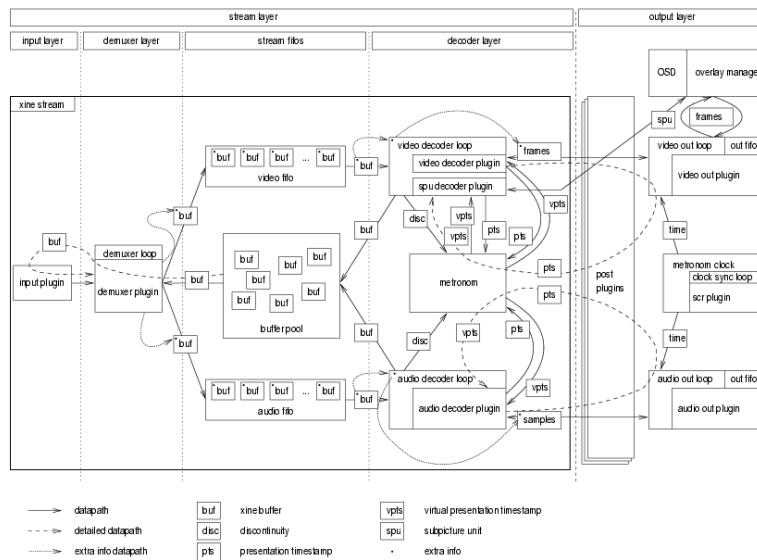 stream layer
output layer
input layer
demuxer layer
stream fifos
decoder layer
OSD
overlay manage
xine stream
spu
frames
buf buf buf ... buf
video fifo
buf
video decoder loop
video decoder plugin
spu decoder plugin
frames
video out loop
out fifo
video out plugin
buf
disc
vpts
vpts
pts
pts
vpts
time
buf
demuxer loop
demuxer plugin
input plugin
buf
buf
buf
buf
buf
buf
buf
buf
buf
buffer pool
buf
metronom
pts
pts
post
plugins
metronom clock
clock sync loop
scr plugin
buf
buf
disc
vpts
pts
vpts
time
buf buf buf ... buf
audio fifo
buf
audio decoder loop
audio decoder plugin
samples
audio out loop
out fifo
audio out plugin
datapath
detailed datapath
extra info datapath
buf
xine buffer
disc
discontinuity
pts
presentation timestamp
vpts
virtual presentation timestamp
spu
subpicture unit
extra info